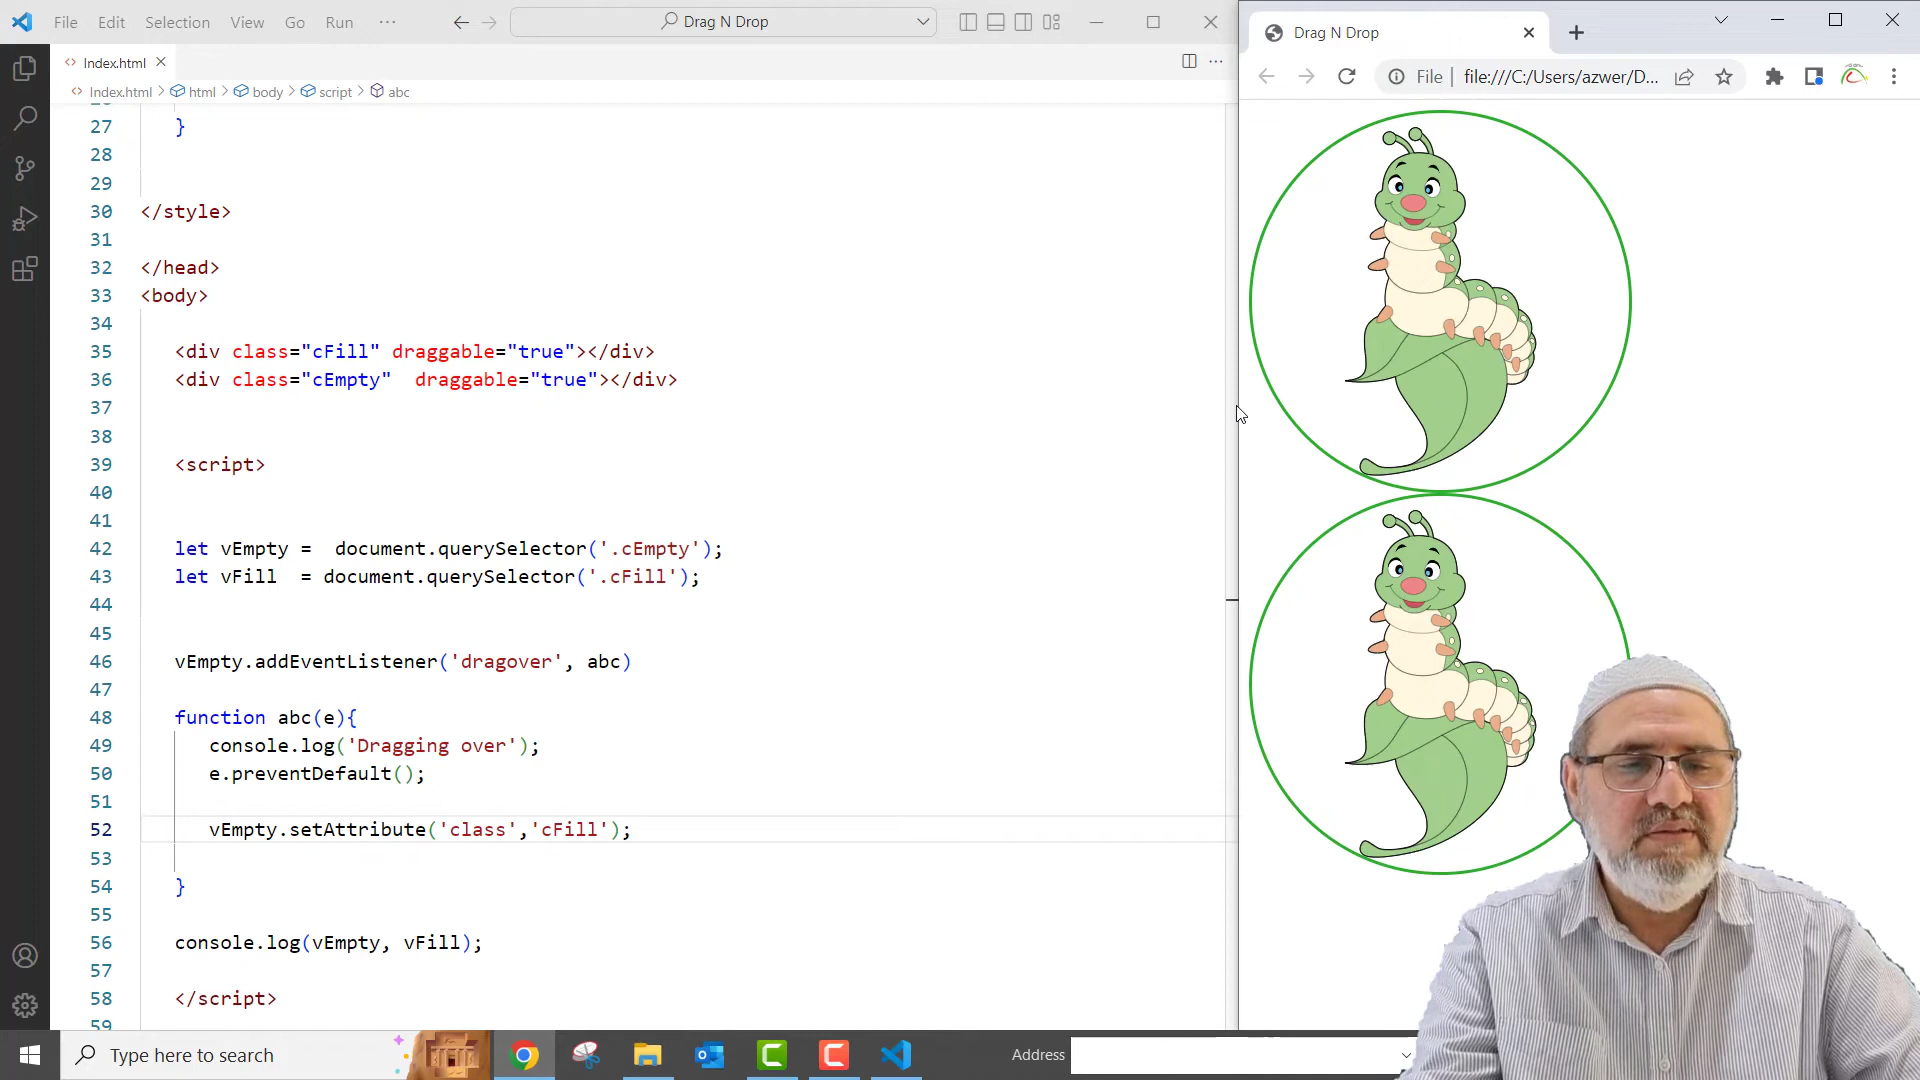 File Edit Selection View Go Run ···
Drag N Drop
Index.html
Index.html > html > body > script > abc
27 }
28
29
30 </style>
31
32 </head>
33 <body>
34
35 <div class="cFill" draggable="true"></div>
36 <div class="cEmpty"  draggable="true"></div>
37
38
39 <script>
40
41
42 let vEmpty =  document.querySelector('.cEmpty');
43 let vFill  = document.querySelector('.cFill');
44
45
46 vEmpty.addEventListener('dragover', abc)
47
48 function abc(e){
49 console.log('Dragging over');
50 e.preventDefault();
51
52 vEmpty.setAttribute('class','cFill');
53
54 }
55
56 console.log(vEmpty, vFill);
57
58 </script>
Drag N Drop
File | file:///C:/Users/azwer/D...
Type here to search
Address